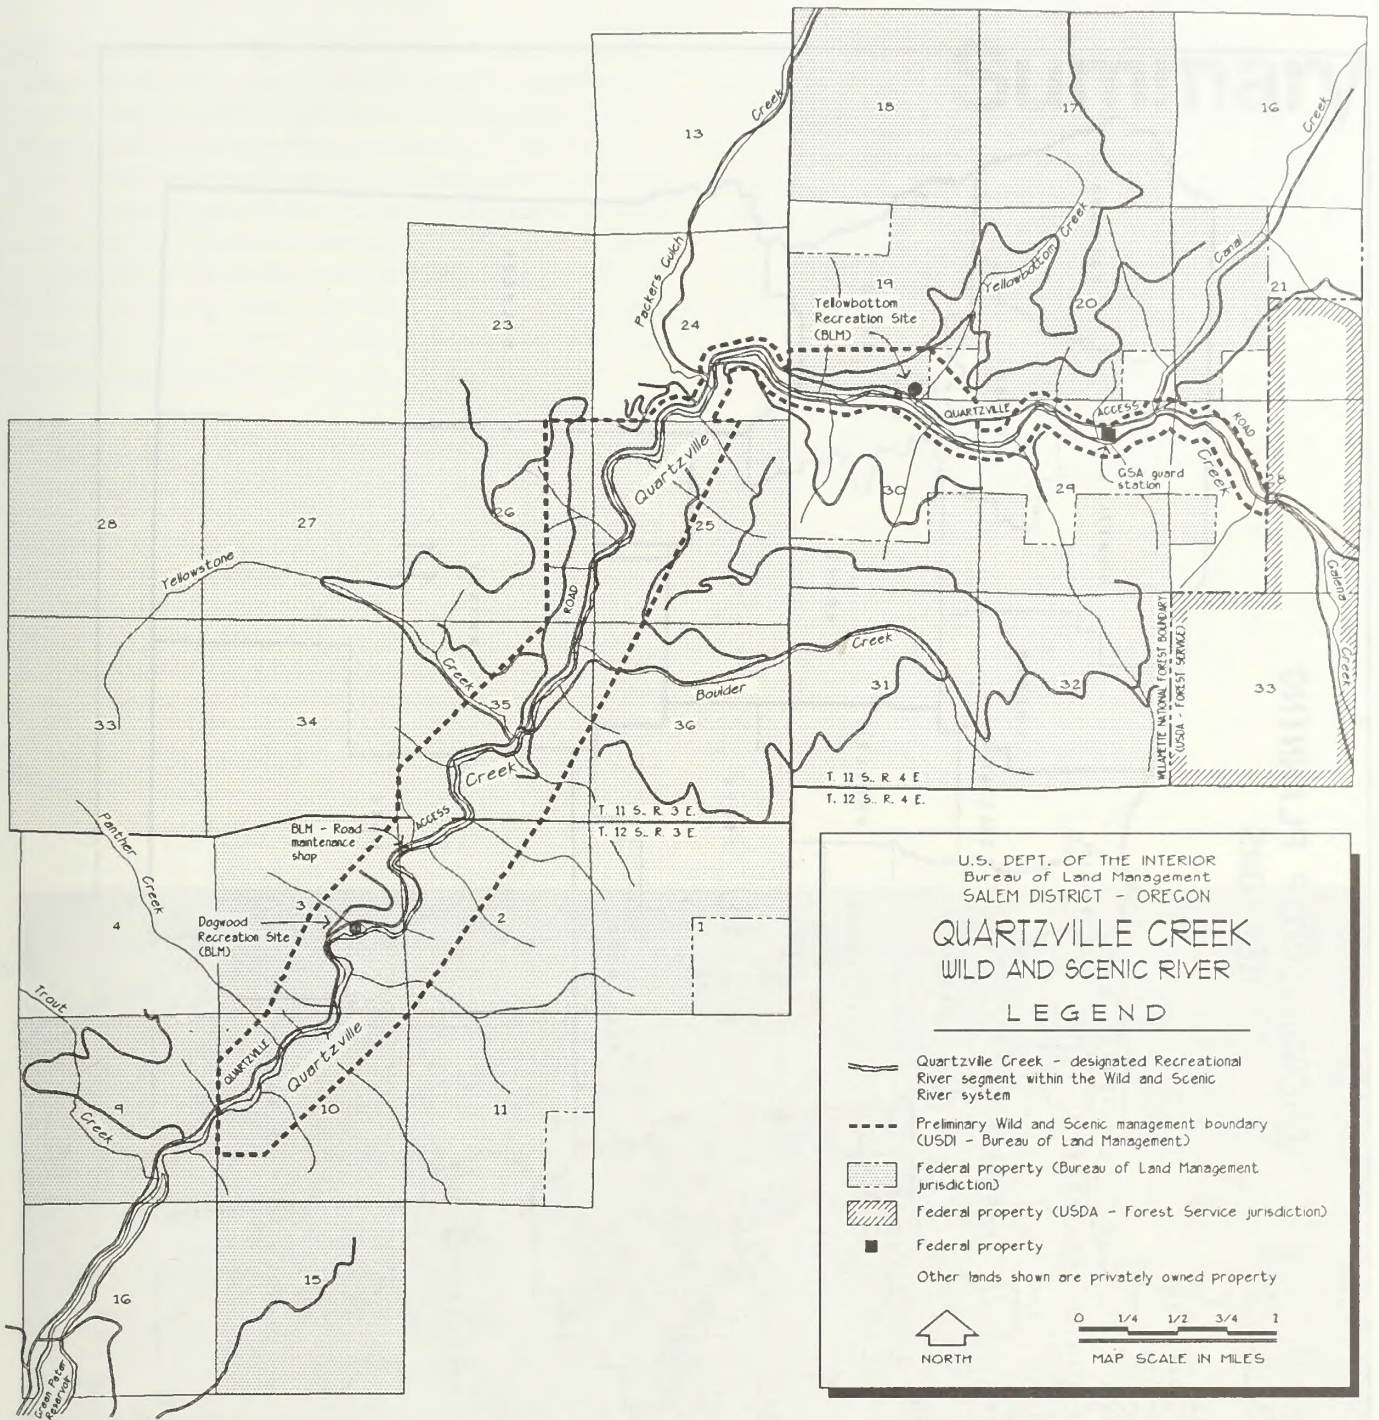 Creek
13
18
17
16
Creek
Packers Gulch
24
23
19
Yellowbottom Creek
20
Canal
21
Yellowbottom
Recreation Site
(BLM)
QUARTZVILLE
ACCESS
ROAD
Creek
28
GSA guard
station
Quartzville
25
26
27
28
30
29
Yellowstone
ROAD
Galena Creek
WILLAMETTE NATIONAL FOREST BOUNDARY
(USDA - FOREST SERVICE)
Creek
Creek
Boulder
31
32
33
33
34
35
36
Creek
T. 11 S., R. 4 E.
T. 12 S., R. 4 E.
T. 11 S., R. 3 E.
T. 12 S., R. 3 E.
Panther
Creek
ACCESS
BLM - Road
maintenance
shop
Dogwood
Recreation Site
(BLM)
4
3
2
1
Trout
Creek
QUARTZVILLE
Quartzville
9
10
11
16
15
Green Peter
Reservoir
U.S. DEPT. OF THE INTERIOR
Bureau of Land Management
SALEM DISTRICT - OREGON
QUARTZVILLE CREEK
WILD AND SCENIC RIVER
LEGEND
Quartzville Creek - designated Recreational
River segment within the Wild and Scenic
River system
Preliminary Wild and Scenic management boundary
(USDI - Bureau of Land Management)
Federal property (Bureau of Land Management
jurisdiction)
Federal property (USDA - Forest Service jurisdiction)
Federal property
Other lands shown are privately owned property
NORTH
0 1/4 1/2 3/4 1
MAP SCALE IN MILES